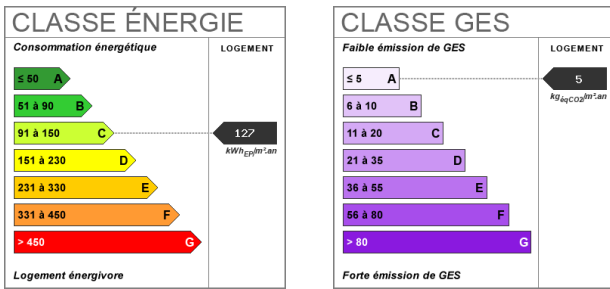 CLASSE ÉNERGIE
Consommation énergétique
LOGEMENT
≤ 50 A
51 à 90 B
91 à 150 C
127
kWhEP/m².an
151 à 230 D
231 à 330 E
331 à 450 F
> 450 G
Logement énergivore
CLASSE GES
Faible émission de GES
LOGEMENT
≤ 5 A
5
kgéqCO2/m².an
6 à 10 B
11 à 20 C
21 à 35 D
36 à 55 E
56 à 80 F
> 80 G
Forte émission de GES